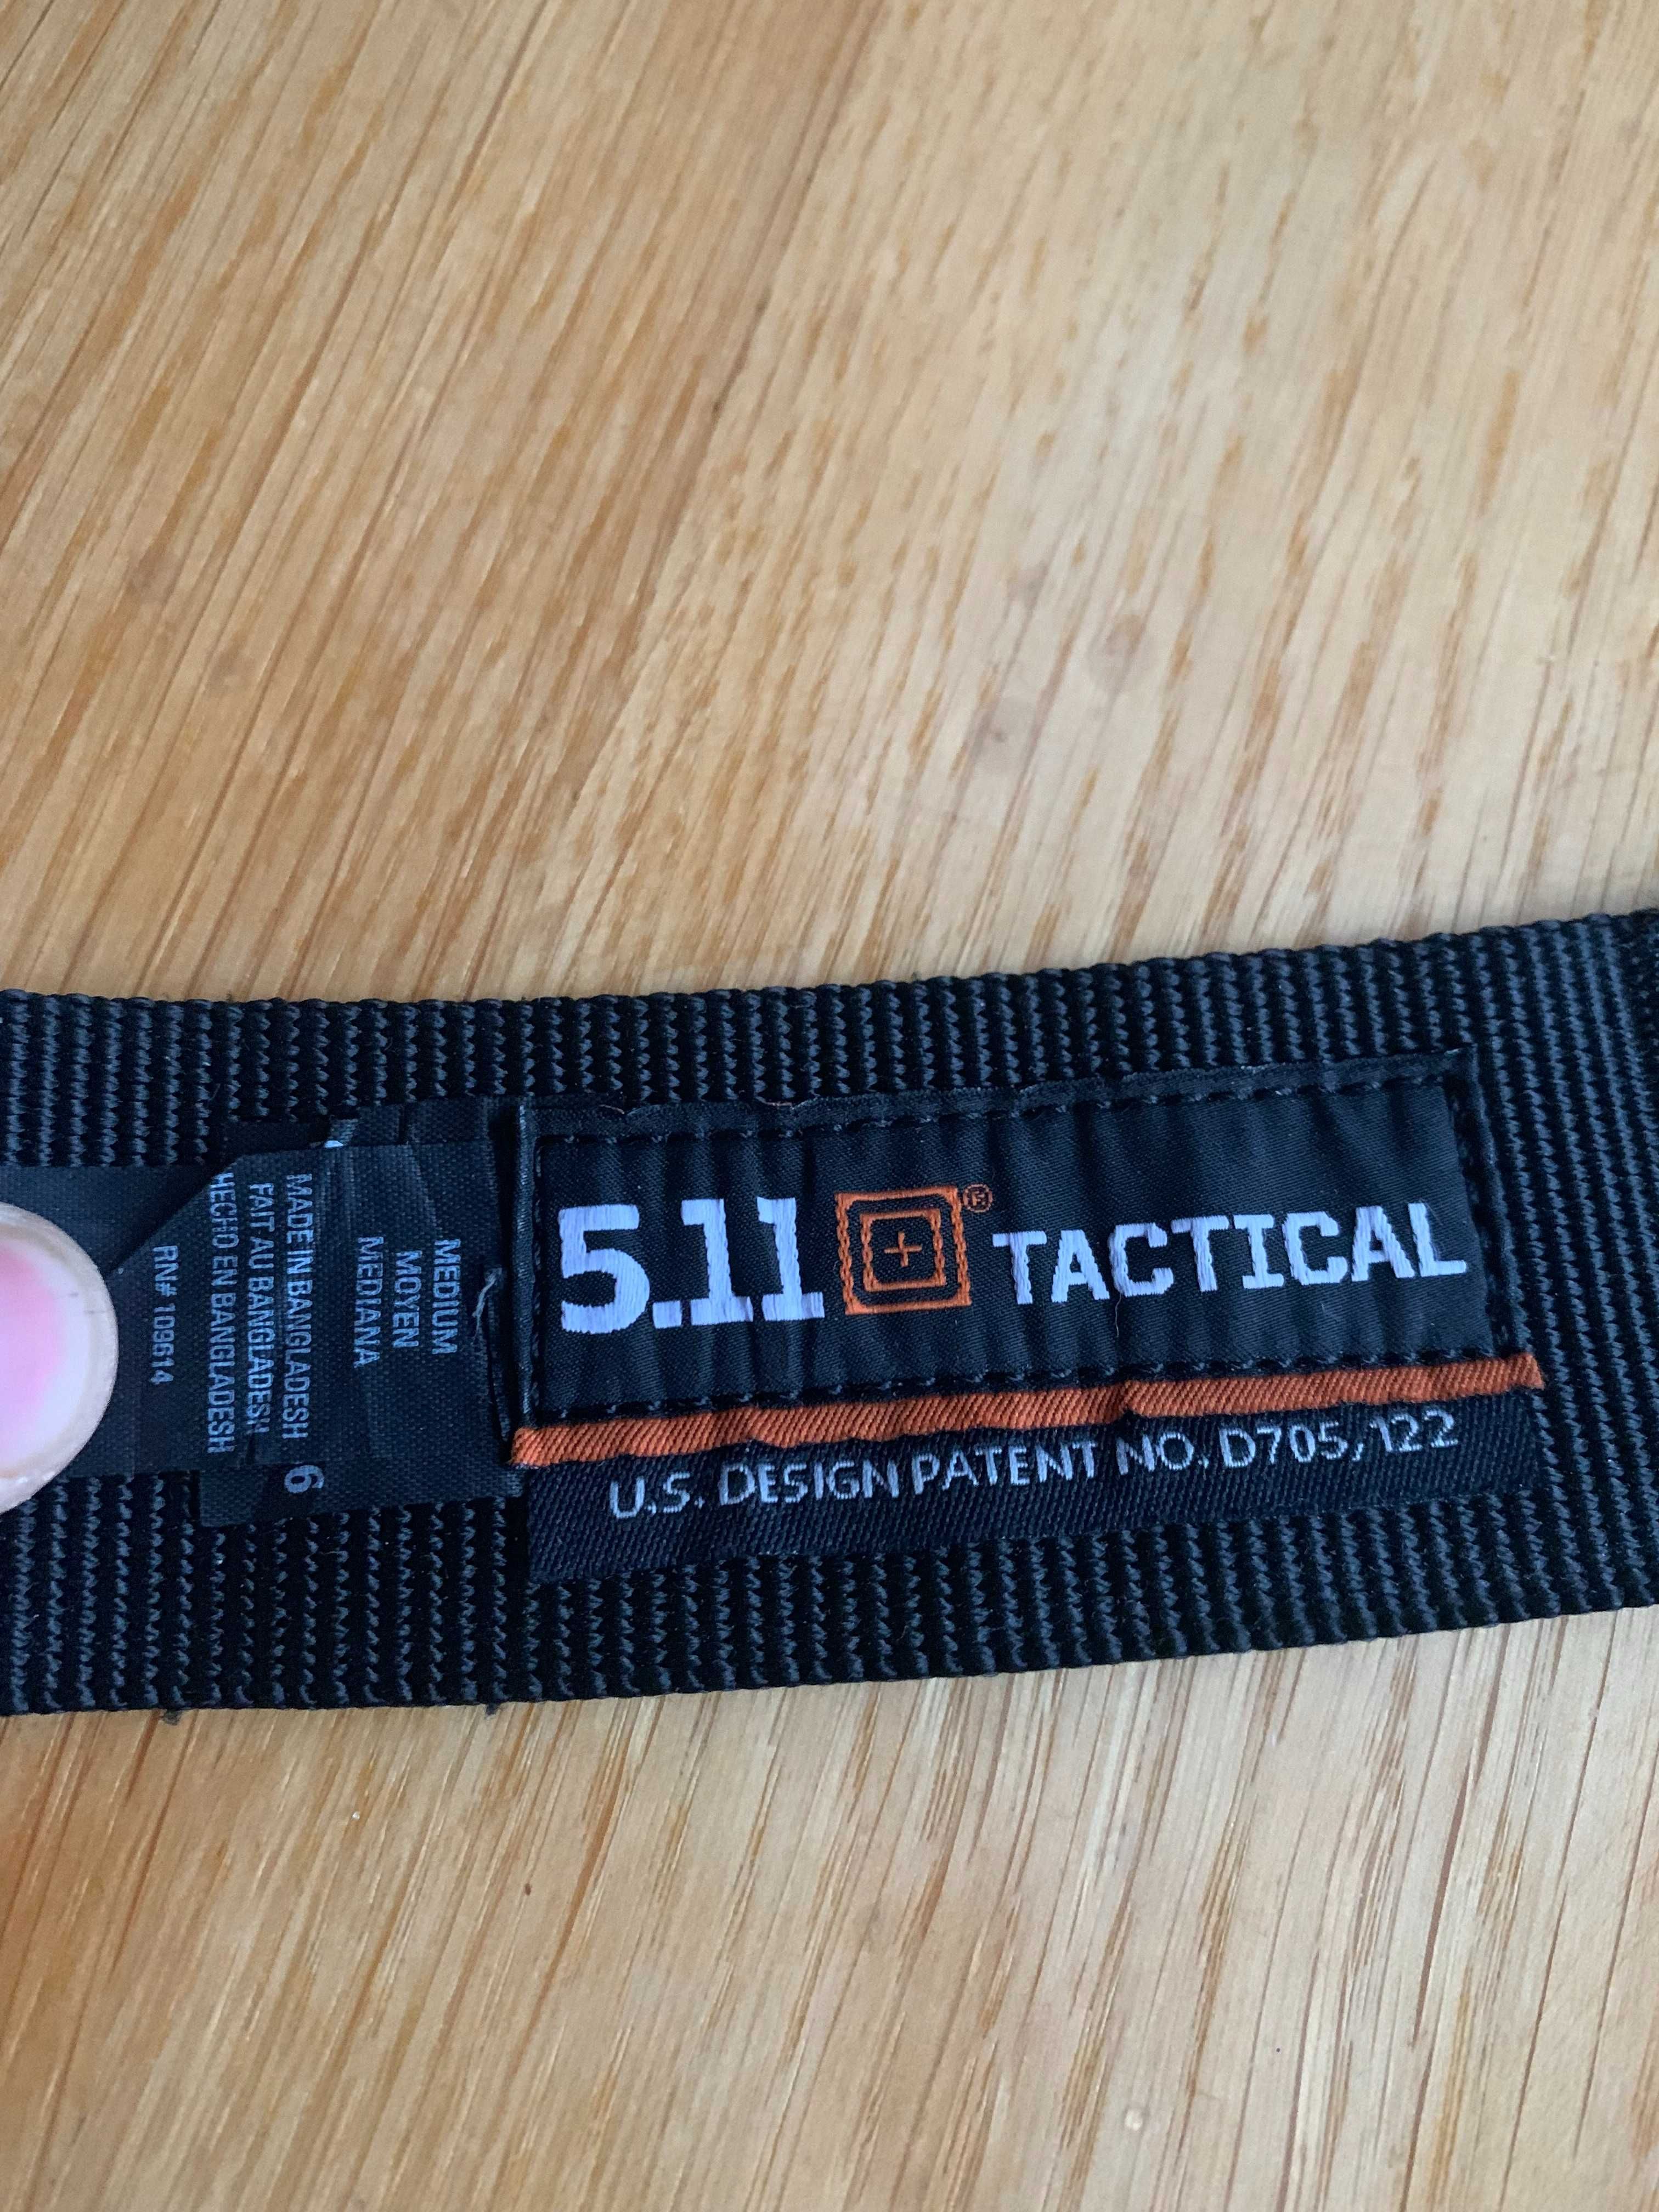 5.11® TACTICAL
U.S. DESIGN PATENT NO. D705,122
MEDIUM
MOYEN
MEDIANA
MADE IN BANGLADESH
FAIT AU BANGLADESH
HECHO EN BANGLADESH
RN# 109614
6